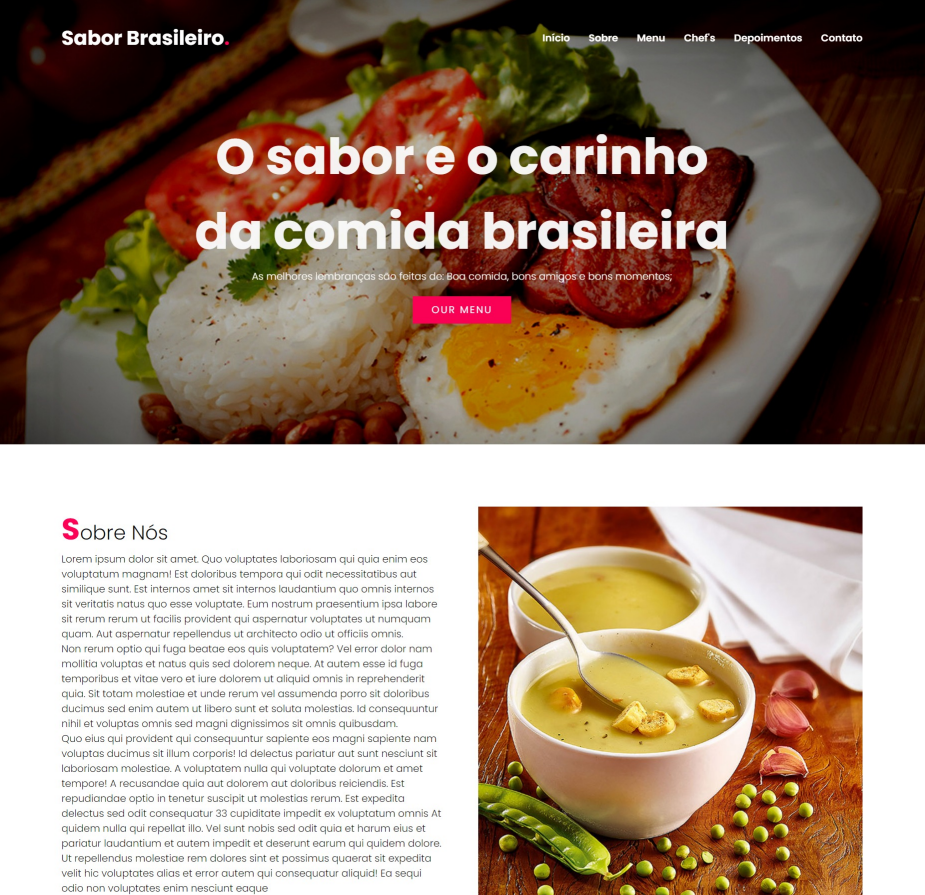 Sabor Brasileiro.
Início Sobre Menu Chef's Depoimentos Contato
O sabor e o carinho
da comida brasileira
As melhores lembranças são feitas de: Boa comida, bons amigos e bons momentos;
OUR MENU
Sobre Nós
Lorem ipsum dolor sit amet. Quo voluptates laboriosam qui quia enim eos
voluptatum magnam! Est doloribus tempora qui odit necessitatibus aut
similique sunt. Est internos amet sit internos laudantium quo omnis internos
sit veritatis natus quo esse voluptate. Eum nostrum praesentium ipsa labore
sit rerum rerum ut facilis provident qui aspernatur voluptates ut numquam
quam. Aut aspernatur repellendus ut architecto odio ut officiis omnis.
Non rerum optio qui fuga beatae eos quis voluptatem? Vel error dolor nam
mollitia voluptas et natus quis sed dolorem neque. At autem esse id fuga
temporibus et vitae vero et iure dolorem ut aliquid omnis in reprehenderit
quia. Sit totam molestiae et unde rerum vel assumenda porro sit doloribus
ducimus sed enim autem ut libero sunt et soluta molestias. Id consequuntur
nihil et voluptas omnis sed magni dignissimos sit omnis quibusdam.
Quo eius qui provident qui consequuntur sapiente eos magni sapiente nam
voluptas ducimus sit illum corporis! Id delectus pariatur aut sunt nesciunt sit
laboriosam molestiae. A voluptatem nulla qui voluptate dolorum et amet
tempore! A recusandae quia aut dolorem aut doloribus reiciendis. Est
repudiandae optio in tenetur suscipit ut molestias rerum. Est expedita
delectus sed odit consequatur 33 cupiditate impedit ex voluptatum omnis At
quidem nulla qui repellat illo. Vel sunt nobis sed odit quia et harum eius et
pariatur laudantium et autem impedit et deserunt earum qui quidem dolore.
Ut repellendus molestiae rem dolores sint et possimus quaerat sit expedita
velit hic voluptates alias et error autem qui consequatur aliquid! Ea sequi
odio non voluptates enim nesciunt eaque